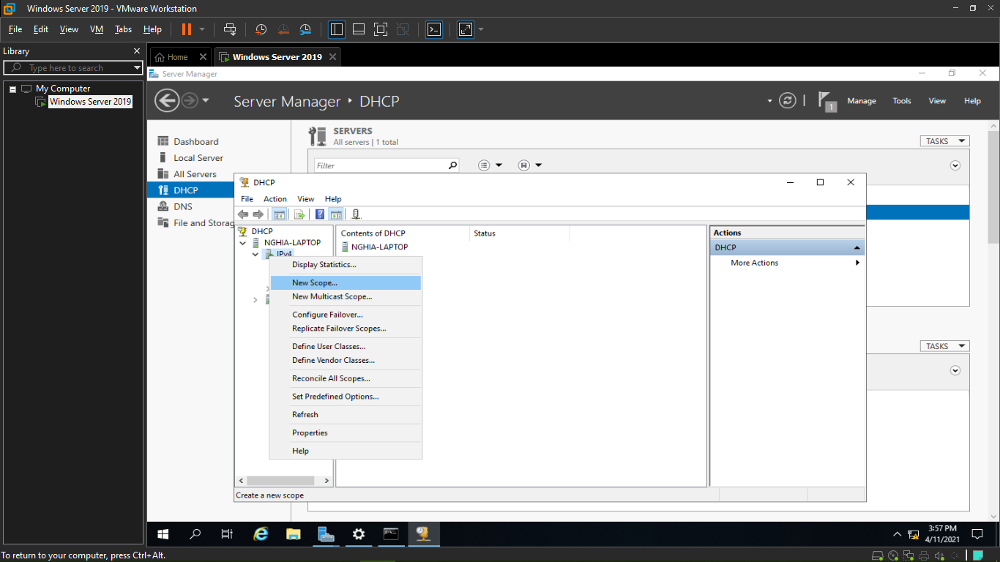 Windows Server 2019 - VMware Workstation
File Edit View VM Tabs Help
Library
Home
Windows Server 2019
Type here to search
My Computer
Windows Server 2019
Server Manager
Server Manager
DHCP
1
Manage Tools View Help
Dashboard
Local Server
All Servers
DHCP
DNS
File and Storag
SERVERS
All servers | 1 total
TASKS
Filter
DHCP
File Action View Help
DHCP
NGHIA-LAPTOP
IPv4
Contents of DHCP
Status
NGHIA-LAPTOP
Actions
DHCP
More Actions
Display Statistics...
New Scope...
New Multicast Scope...
Configure Failover...
Replicate Failover Scopes...
Define User Classes...
Define Vendor Classes...
Reconcile All Scopes...
Set Predefined Options...
Refresh
Properties
Help
TASKS
Create a new scope
3:57 PM
4/11/2021
To return to your computer, press Ctrl+Alt.